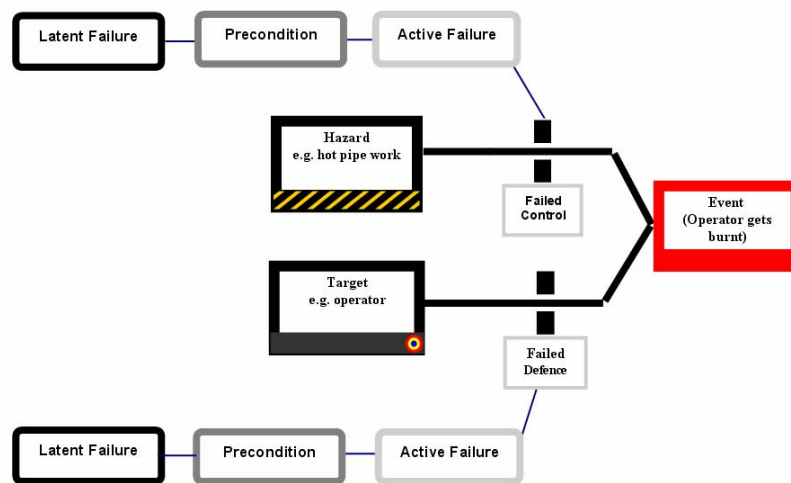 Latent Failure
Precondition
Active Failure
Hazard
e.g. hot pipe work
Failed
Control
Event
(Operator gets
burnt)
Target
e.g. operator
Failed
Defence
Latent Failure
Precondition
Active Failure